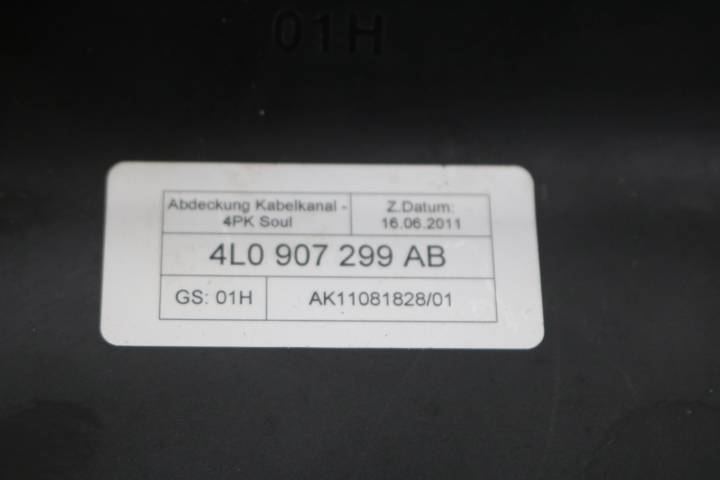 01H
Abdeckung Kabelkanal -
4PK Soul
Z.Datum:
16.06.2011
4L0 907 299 AB
GS: 01H
AK11081828/01